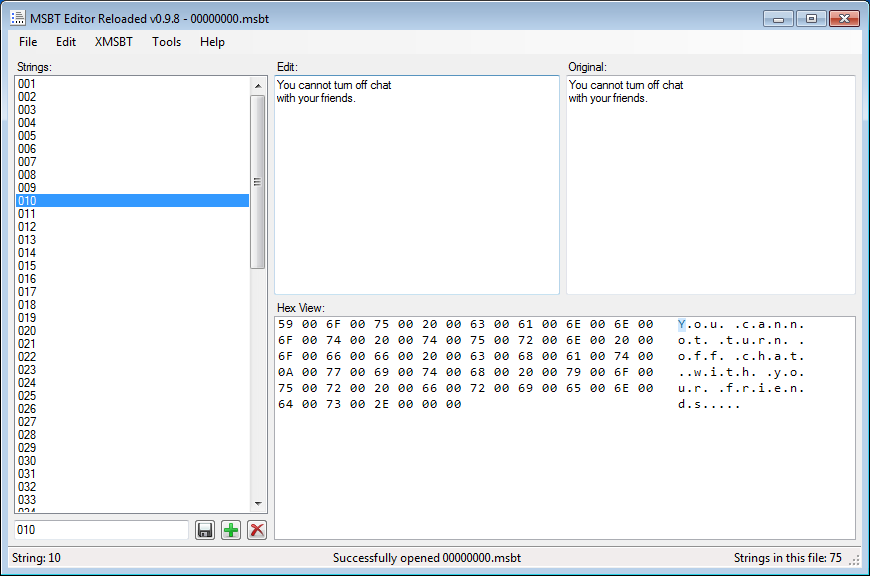 MSBT Editor Reloaded v0.9.8 - 00000000.msbt
File Edit XMSBT Tools Help
Strings:
001
002
003
004
005
006
007
008
009
010
011
012
013
014
015
016
017
018
019
020
021
022
023
024
025
026
027
028
029
030
031
032
033
034
010
Edit:
You cannot turn off chat
with your friends.
Original:
You cannot turn off chat
with your friends.
Hex View:
59 00 6F 00 75 00 20 00 63 00 61 00 6E 00 6E 00 Y.o.u. .c.a.n.n.
6F 00 74 00 20 00 74 00 75 00 72 00 6E 00 20 00 o.t. .t.u.r.n. .
6F 00 66 00 66 00 20 00 63 00 68 00 61 00 74 00 o.f.f. .c.h.a.t.
0A 00 77 00 69 00 74 00 68 00 20 00 79 00 6F 00 ..w.i.t.h. .y.o.
75 00 72 00 20 00 66 00 72 00 69 00 65 00 6E 00 u.r. .f.r.i.e.n.
64 00 73 00 2E 00 00 00 d.s.....
String: 10
Successfully opened 00000000.msbt
Strings in this file: 75